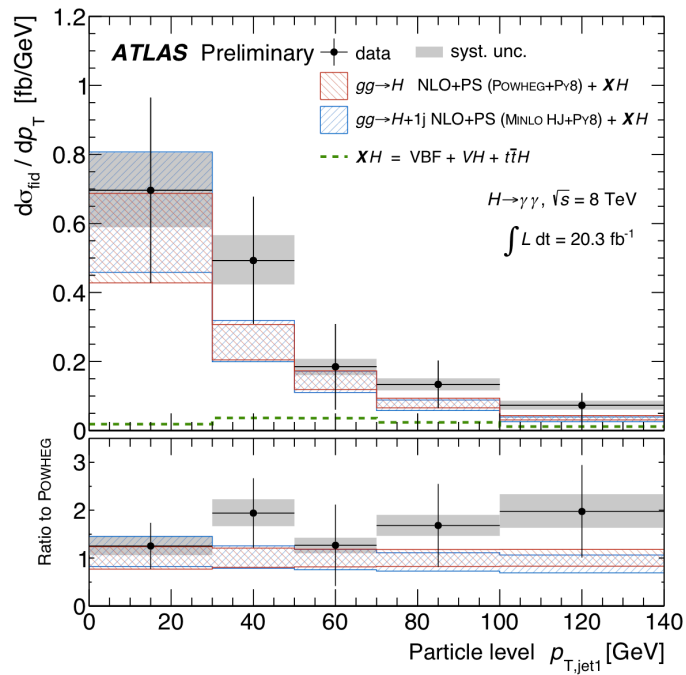 ATLAS Preliminary
data
syst. unc.
gg→H NLO+PS (POWHEG+PY8) + XH
gg→H+1j NLO+PS (MINLO HJ+PY8) + XH
XH = VBF + VH + tt̄H
H→γγ, √s = 8 TeV
∫ L dt = 20.3 fb⁻¹
dσ_fid / dp_T [fb/GeV]
1.2
1
0.8
0.6
0.4
0.2
0
Ratio to POWHEG
3
2
1
0
0 20 40 60 80 100 120 140
Particle level p_T,jet1 [GeV]